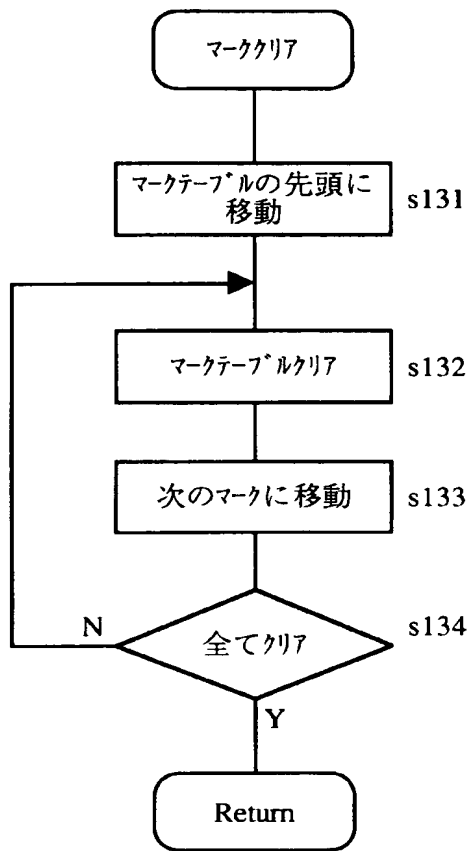 マーククリア
マークテーブルの先頭に
移動
s131
マークテーブルクリア
s132
次のマークに移動
s133
全てクリア
s134
N
Y
Return